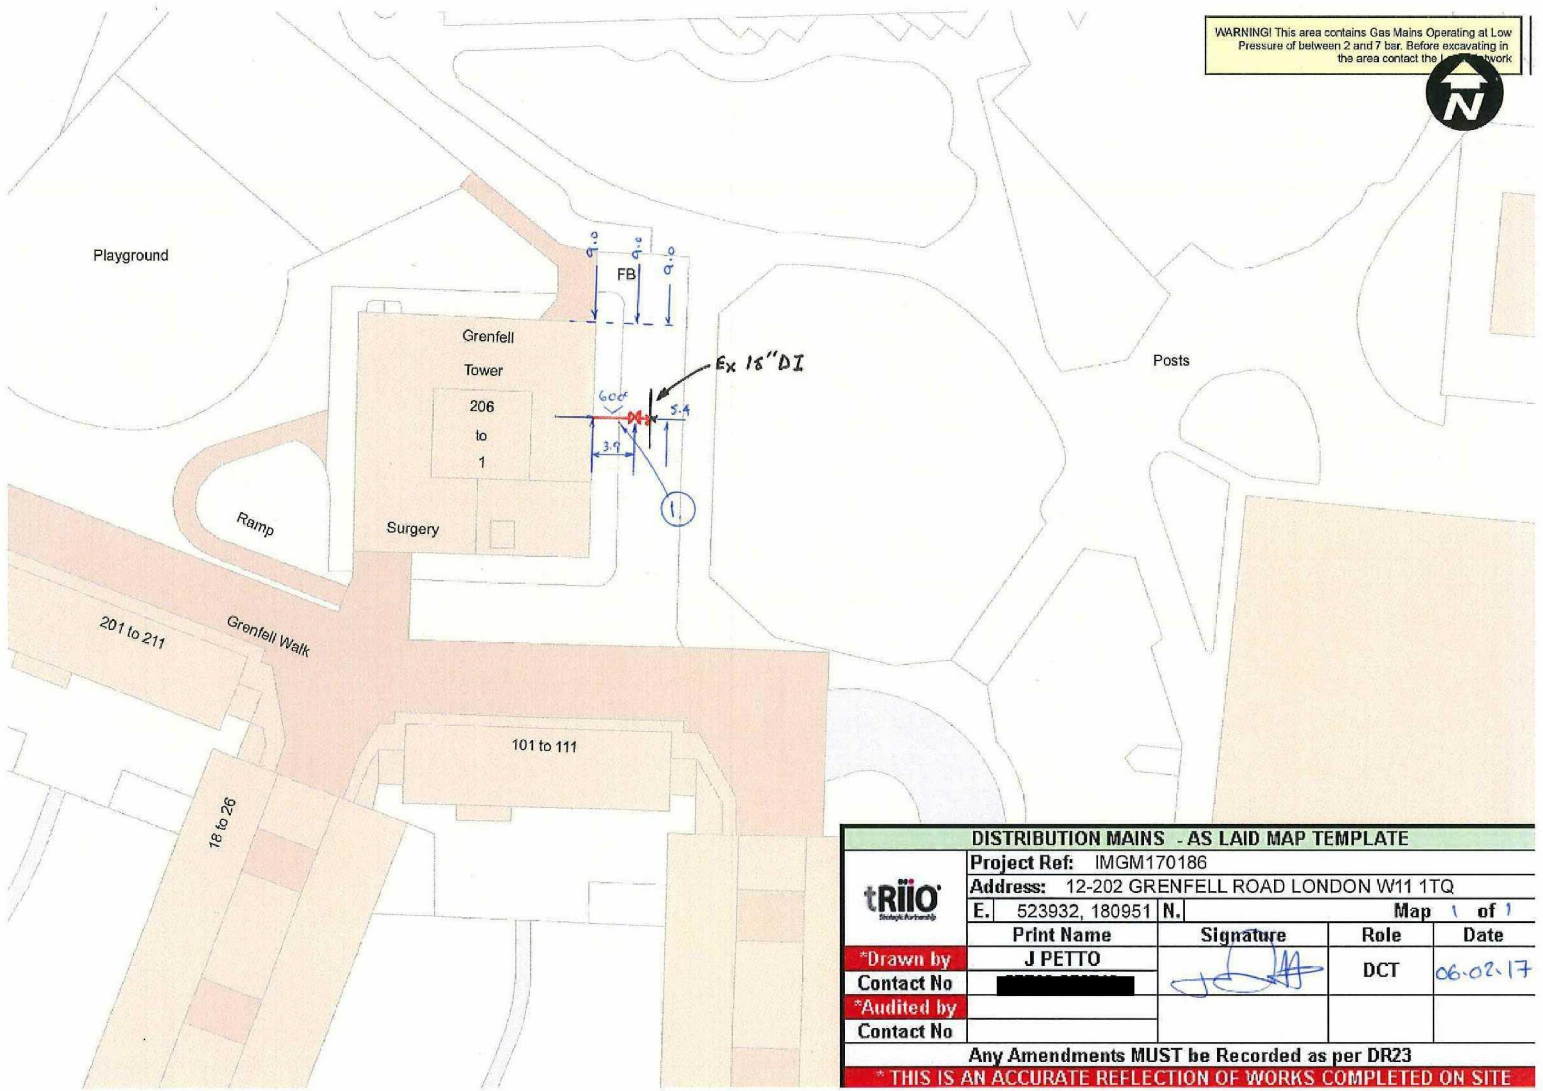 WARNING! This area contains Gas Mains Operating at Low
Pressure of between 2 and 7 bar. Before excavating in
the area contact the
N
Playground
9.0
9.0
9.0
FB
Grenfell
Tower
206
to
1
Ex 18"DI
Posts
5.4
3.9
1
Ramp
Surgery
Grenfell Walk
201 to 211
101 to 111
18 to 26
DISTRIBUTION MAINS - AS LAID MAP TEMPLATE
tRIIO
Strategic Partnership
Project Ref: IMGM170186
Address: 12-202 GRENFELL ROAD LONDON W11 1TQ
E. 523932, 180951 N. Map 1 of 1
Print Name Signature Role Date
*Drawn by J PETTO DCT 06.02.17
Contact No
*Audited by
Contact No
Any Amendments MUST be Recorded as per DR23
* THIS IS AN ACCURATE REFLECTION OF WORKS COMPLETED ON SITE